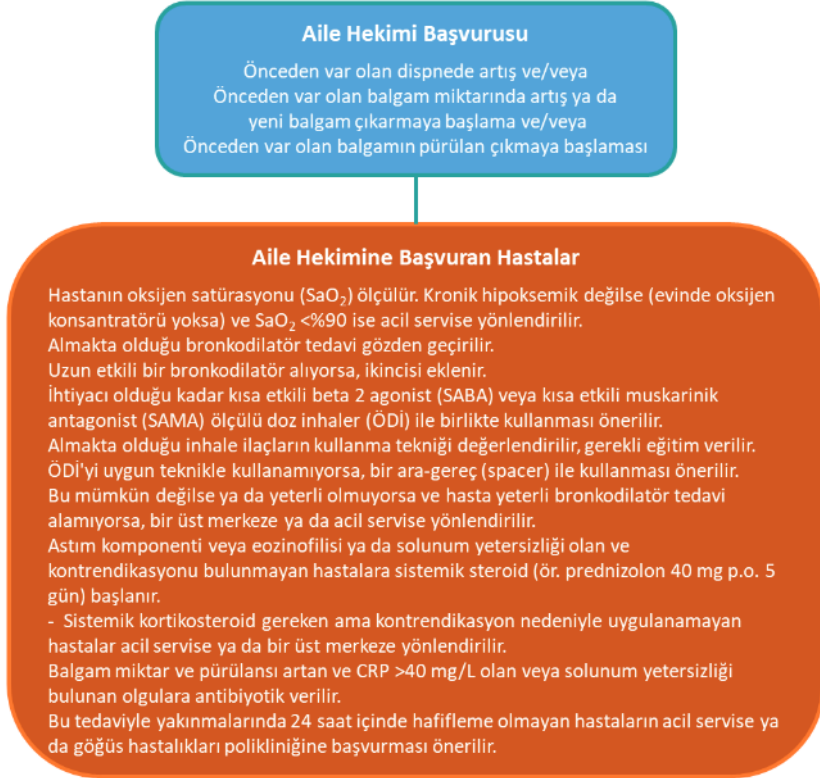 Aile Hekimi Başvurusu
Önceden var olan dispnede artış ve/veya
Önceden var olan balgam miktarında artış ya da
yeni balgam çıkarmaya başlama ve/veya
Önceden var olan balgamın pürülan çıkmaya başlaması
Aile Hekimine Başvuran Hastalar
Hastanın oksijen satürasyonu (SaO₂) ölçülür. Kronik hipoksemik değilse (evinde oksijen
konsantratörü yoksa) ve SaO₂ <%90 ise acil servise yönlendirilir.
Almakta olduğu bronkodilatör tedavi gözden geçirilir.
Uzun etkili bir bronkodilatör alıyorsa, ikincisi eklenir.
İhtiyacı olduğu kadar kısa etkili beta 2 agonist (SABA) veya kısa etkili muskarinik
antagonist (SAMA) ölçülü doz inhaler (ÖDİ) ile birlikte kullanması önerilir.
Almakta olduğu inhale ilaçların kullanma tekniği değerlendirilir, gerekli eğitim verilir.
ÖDİ'yi uygun teknikle kullanamıyorsa, bir ara-gereç (spacer) ile kullanması önerilir.
Bu mümkün değilse ya da yeterli olmuyorsa ve hasta yeterli bronkodilatör tedavi
alamıyorsa, bir üst merkeze ya da acil servise yönlendirilir.
Astım komponenti veya eozinofilisi ya da solunum yetersizliği olan ve
kontrendikasyonu bulunmayan hastalara sistemik steroid (ör. prednizolon 40 mg p.o. 5
gün) başlanır.
- Sistemik kortikosteroid gereken ama kontrendikasyon nedeniyle uygulanamayan
hastalar acil servise ya da bir üst merkeze yönlendirilir.
Balgam miktar ve pürülansı artan ve CRP >40 mg/L olan veya solunum yetersizliği
bulunan olgulara antibiyotik verilir.
Bu tedaviyle yakınmalarında 24 saat içinde hafifleme olmayan hastaların acil servise ya
da göğüs hastalıkları polikliniğine başvurması önerilir.